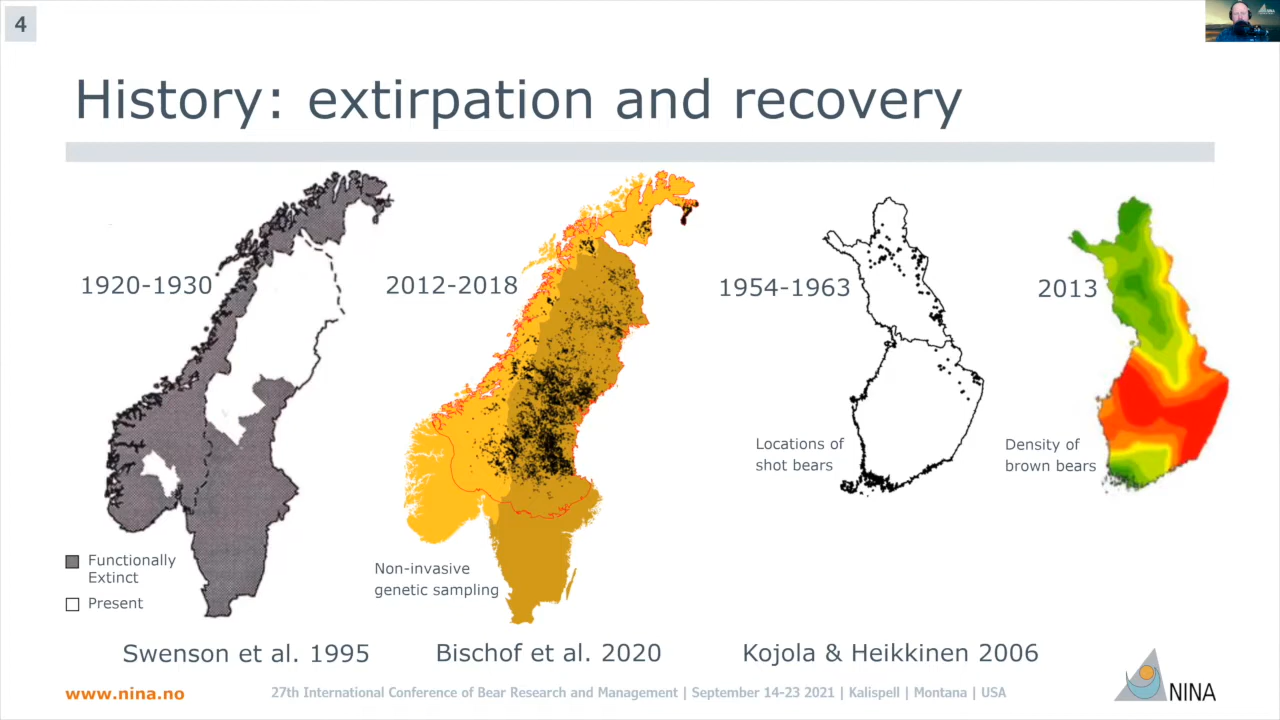 4
History: extirpation and recovery
1920-1930
2012-2018
1954-1963
2013
Locations of
shot bears
Density of
brown bears
Functionally
Extinct
Present
Non-invasive
genetic sampling
Swenson et al. 1995
Bischof et al. 2020
Kojola & Heikkinen 2006
www.nina.no
27th International Conference of Bear Research and Management | September 14-23 2021 | Kalispell | Montana | USA
NINA
NINA